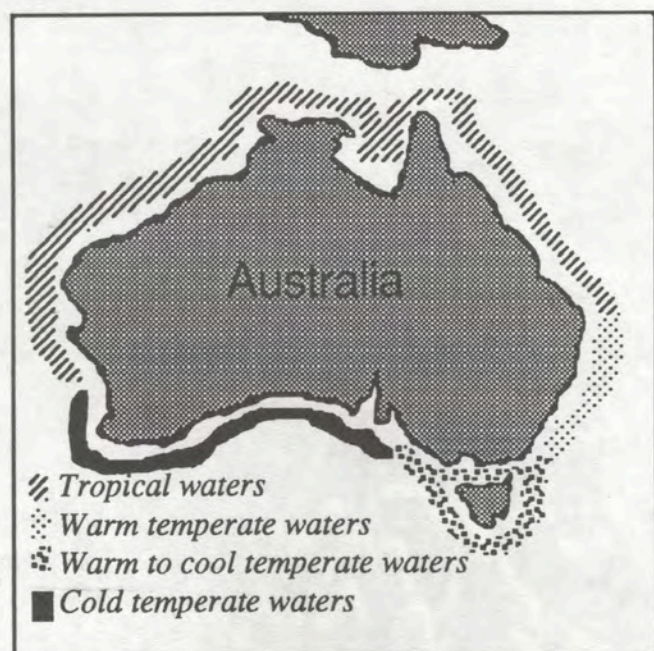 Australia
Tropical waters
Warm temperate waters
Warm to cool temperate waters
Cold temperate waters